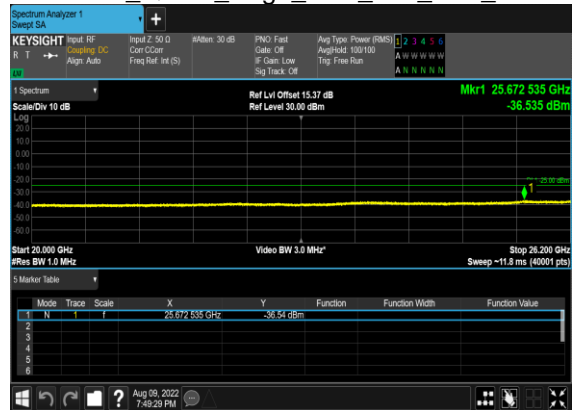 Spectrum Analyzer 1
Swept SA
+
KEYSIGHT Input: RF Input Z: 50 Ω #Atten: 30 dB PNO: Fast Avg Type: Power (RMS) 1 2 3 4 5 6
R T Coupling: DC Corr CCorr Gate: Off Avg|Hold: 100/100 A W W W W W
Align: Auto Freq Ref: Int (S) IF Gain: Low Trig: Free Run A N N N N N
Sig Track: Off
LW
1 Spectrum Ref Lvl Offset 15.37 dB Mkr1 25.672 535 GHz
Scale/Div 10 dB Ref Level 30.00 dBm -36.535 dBm
Log
20.0
10.0
0.00
-10.0
-20.0
-25.00 dBm
-30.0
1
-40.0
-50.0
-60.0
Start 20.000 GHz Video BW 3.0 MHz* Stop 26.200 GHz
#Res BW 1.0 MHz Sweep ~11.8 ms (40001 pts)
5 Marker Table
Mode Trace Scale X Y Function Function Width Function Value
1 N 1 f 25.672 535 GHz -36.54 dBm
2
3
4
5
6
? Aug 09, 2022
7:49:29 PM